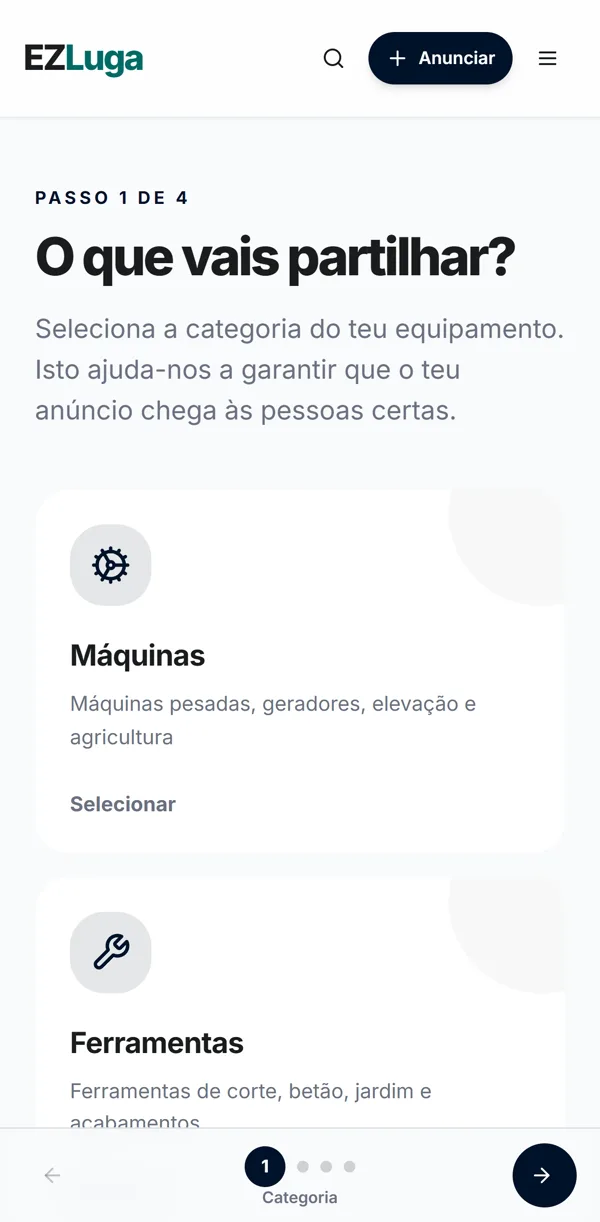 EZLuga
Anunciar
PASSO 1 DE 4
O que vais partilhar?
Seleciona a categoria do teu equipamento.
Isto ajuda-nos a garantir que o teu
anúncio chega às pessoas certas.
Máquinas
Máquinas pesadas, geradores, elevação e
agricultura
Selecionar
Ferramentas
Ferramentas de corte, betão, jardim e
acabamentos
1
Categoria